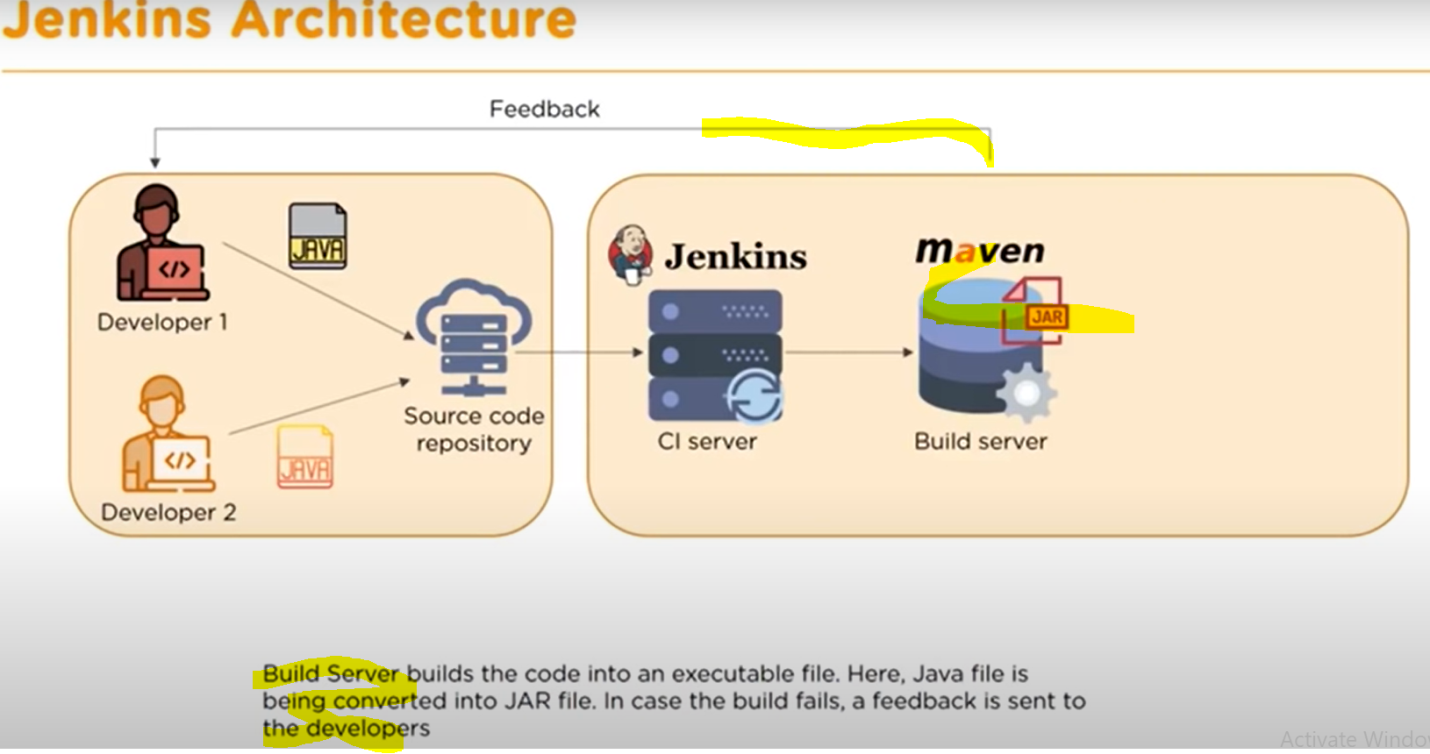 Jenkins Architecture
Feedback
JAVA
Developer 1
JAVA
Developer 2
Source code
repository
Jenkins
CI server
maven
JAR
Build server
Build Server builds the code into an executable file. Here, Java file is
being converted into JAR file. In case the build fails, a feedback is sent to
the developers